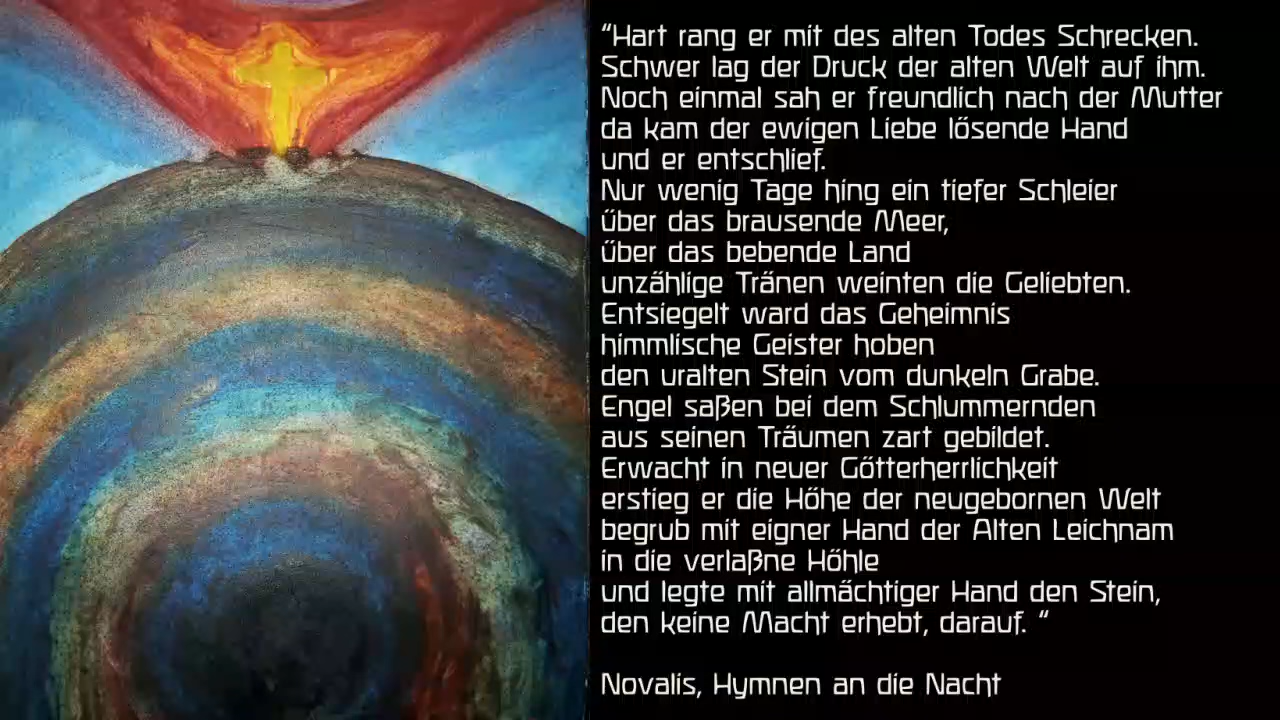 “Hart rang er mit des alten Todes Schrecken.
Schwer lag der Druck der alten Welt auf ihm.
Noch einmal sah er freundlich nach der Mutter
da kam der ewigen Liebe lösende Hand
und er entschlief.
Nur wenig Tage hing ein tiefer Schleier
über das brausende Meer,
über das bebende Land
unzählige Tränen weinten die Geliebten.
Entsiegelt ward das Geheimnis
himmlische Geister hoben
den uralten Stein vom dunkeln Grabe.
Engel saßen bei dem Schlummernden
aus seinen Träumen zart gebildet.
Erwacht in neuer Götterherrlichkeit
erstieg er die Höhe der neugebornen Welt
begrub mit eigner Hand der Alten Leichnam
in die verlaßne Höhle
und legte mit allmächtiger Hand den Stein,
den keine Macht erhebt, darauf. “
Novalis, Hymnen an die Nacht